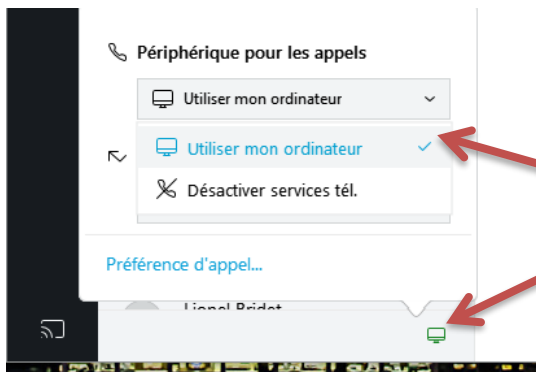 Périphérique pour les appels
Utiliser mon ordinateur
Utiliser mon ordinateur
Désactiver services tél.
Préférence d'appel...
Lionel Bridet